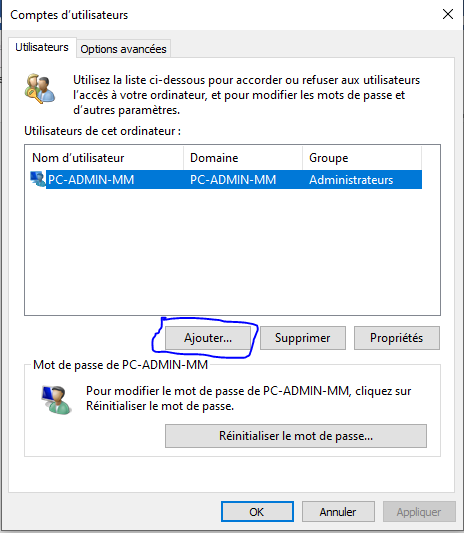 Comptes d'utilisateurs
Utilisateurs
Options avancées
Utilisez la liste ci-dessous pour accorder ou refuser aux utilisateurs
l'accès à votre ordinateur, et pour modifier les mots de passe et
d'autres paramètres.
Utilisateurs de cet ordinateur :
Nom d'utilisateur Domaine Groupe
PC-ADMIN-MM PC-ADMIN-MM Administrateurs
Ajouter... Supprimer Propriétés
Mot de passe de PC-ADMIN-MM
Pour modifier le mot de passe de PC-ADMIN-MM, cliquez sur
Réinitialiser le mot de passe.
Réinitialiser le mot de passe...
OK Annuler Appliquer